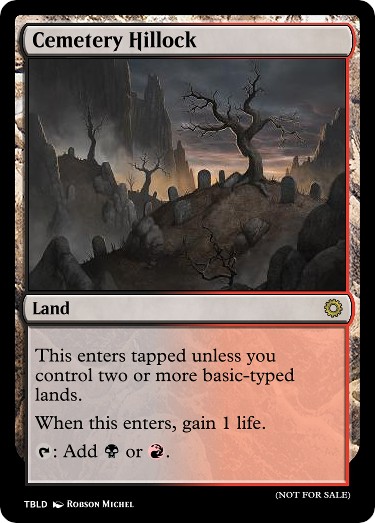 Cemetery Hillock
Land
This enters tapped unless you
control two or more basic-typed
lands.
When this enters, gain 1 life.
: Add or .
TBLD Robson Michel
(NOT FOR SALE)